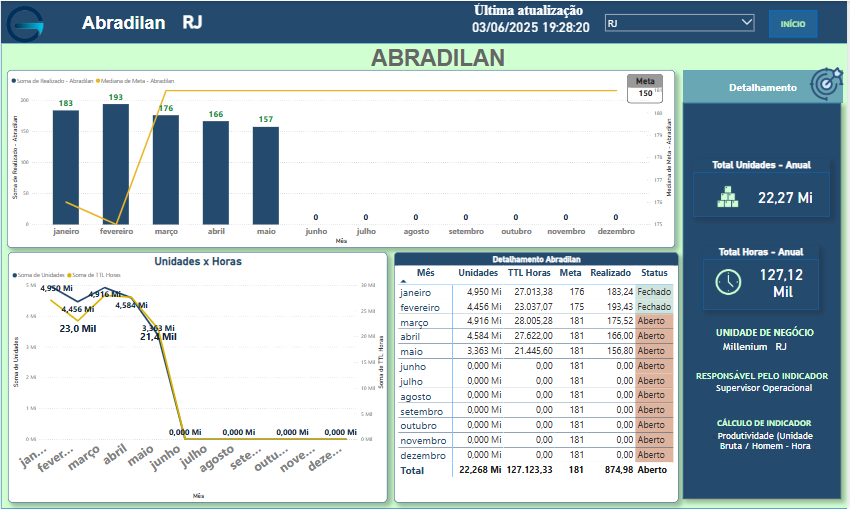 Abradilan RJ
Última atualização
03/06/2025 19:28:20
RJ
INÍCIO
ABRADILAN
Soma de Realizado - Abradilan Mediana de Meta - Abradilan
Meta
150
183
193
176
166
157
0 0 0 0 0 0 0
200
150
100
50
0
181
180
179
178
177
176
175
Soma de Realizado - Abradilan
Mediana de Meta - Abradilan
janeiro fevereiro março abril maio junho julho agosto setembro outubro novembro dezembro
Mês
Unidades x Horas
Soma de Unidades Soma de TTL Horas
5 Mi
4 Mi
3 Mi
2 Mi
1 Mi
0 Mi
30 Mil
25 Mil
20 Mil
15 Mil
10 Mil
5 Mil
0 Mil
4,950 Mi
4,456 Mi
4,916 Mi
4,584 Mi
3,363 Mi
23,0 Mil
21,4 Mil
0,000 Mi 0,000 Mi 0,000 Mi 0,000 Mi
Soma de Unidades
Soma de TTL Horas
jan... fever... março abril maio junho julho agosto sete... outu... nove... deze...
Mês
Detalhamento Abradilan
Mês Unidades TTL Horas Meta Realizado Status
janeiro 4,950 Mi 27.013,38 176 183,24 Fechado
fevereiro 4,456 Mi 23.037,07 175 193,43 Fechado
março 4,916 Mi 28.005,28 181 175,52 Aberto
abril 4,584 Mi 27.622,00 181 166,00 Aberto
maio 3,363 Mi 21.445,60 181 156,80 Aberto
junho 0,000 Mi 0,00 181 0,00 Aberto
julho 0,000 Mi 0,00 181 0,00 Aberto
agosto 0,000 Mi 0,00 181 0,00 Aberto
setembro 0,000 Mi 0,00 181 0,00 Aberto
outubro 0,000 Mi 0,00 181 0,00 Aberto
novembro 0,000 Mi 0,00 181 0,00 Aberto
dezembro 0,000 Mi 0,00 181 0,00 Aberto
Total 22,268 Mi 127.123,33 181 874,98 Aberto
Detalhamento
Total Unidades - Anual
22,27 Mi
Total Horas - Anual
127,12
Mil
UNIDADE DE NEGÓCIO
Millenium RJ
RESPONSÁVEL PELO INDICADOR
Supervisor Operacional
CÁLCULO DE INDICADOR
Produtividade (Unidade
Bruta / Homem - Hora